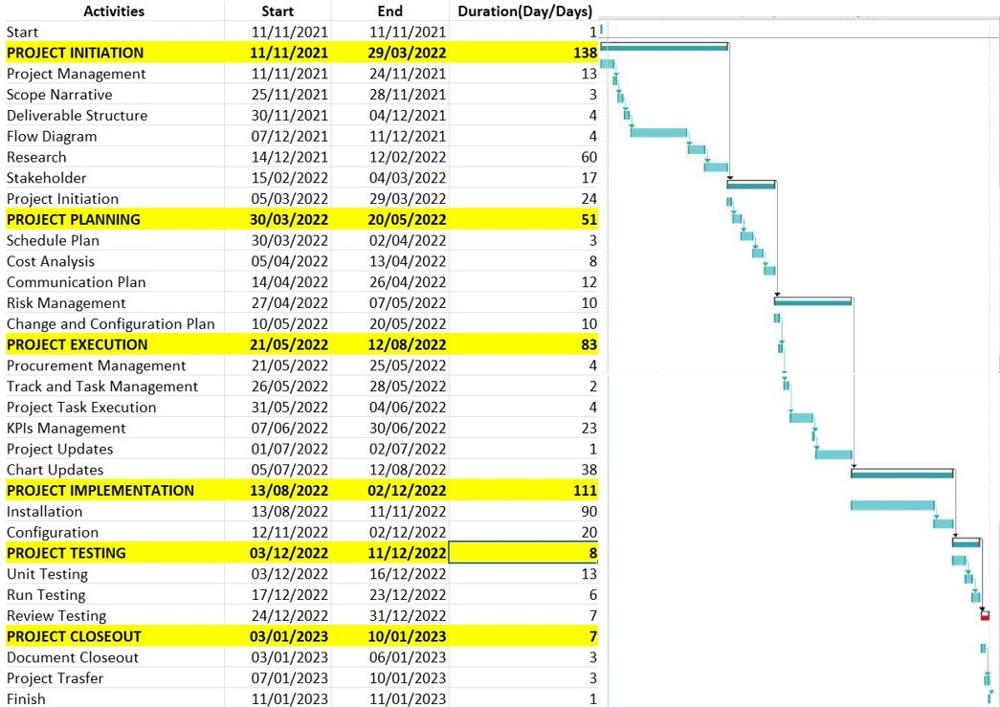 Activities Start End Duration(Day/Days)
Start 11/11/2021 11/11/2021 1
PROJECT INITIATION 11/11/2021 29/03/2022 138
Project Management 11/11/2021 24/11/2021 13
Scope Narrative 25/11/2021 28/11/2021 3
Deliverable Structure 30/11/2021 04/12/2021 4
Flow Diagram 07/12/2021 11/12/2021 4
Research 14/12/2021 12/02/2022 60
Stakeholder 15/02/2022 04/03/2022 17
Project Initiation 05/03/2022 29/03/2022 24
PROJECT PLANNING 30/03/2022 20/05/2022 51
Schedule Plan 30/03/2022 02/04/2022 3
Cost Analysis 05/04/2022 13/04/2022 8
Communication Plan 14/04/2022 26/04/2022 12
Risk Management 27/04/2022 07/05/2022 10
Change and Configuration Plan 10/05/2022 20/05/2022 10
PROJECT EXECUTION 21/05/2022 12/08/2022 83
Procurement Management 21/05/2022 25/05/2022 4
Track and Task Management 26/05/2022 28/05/2022 2
Project Task Execution 31/05/2022 04/06/2022 4
KPIs Management 07/06/2022 30/06/2022 23
Project Updates 01/07/2022 02/07/2022 1
Chart Updates 05/07/2022 12/08/2022 38
PROJECT IMPLEMENTATION 13/08/2022 02/12/2022 111
Installation 13/08/2022 11/11/2022 90
Configuration 12/11/2022 02/12/2022 20
PROJECT TESTING 03/12/2022 11/12/2022 8
Unit Testing 03/12/2022 16/12/2022 13
Run Testing 17/12/2022 23/12/2022 6
Review Testing 24/12/2022 31/12/2022 7
PROJECT CLOSEOUT 03/01/2023 10/01/2023 7
Document Closeout 03/01/2023 06/01/2023 3
Project Trasfer 07/01/2023 10/01/2023 3
Finish 11/01/2023 11/01/2023 1